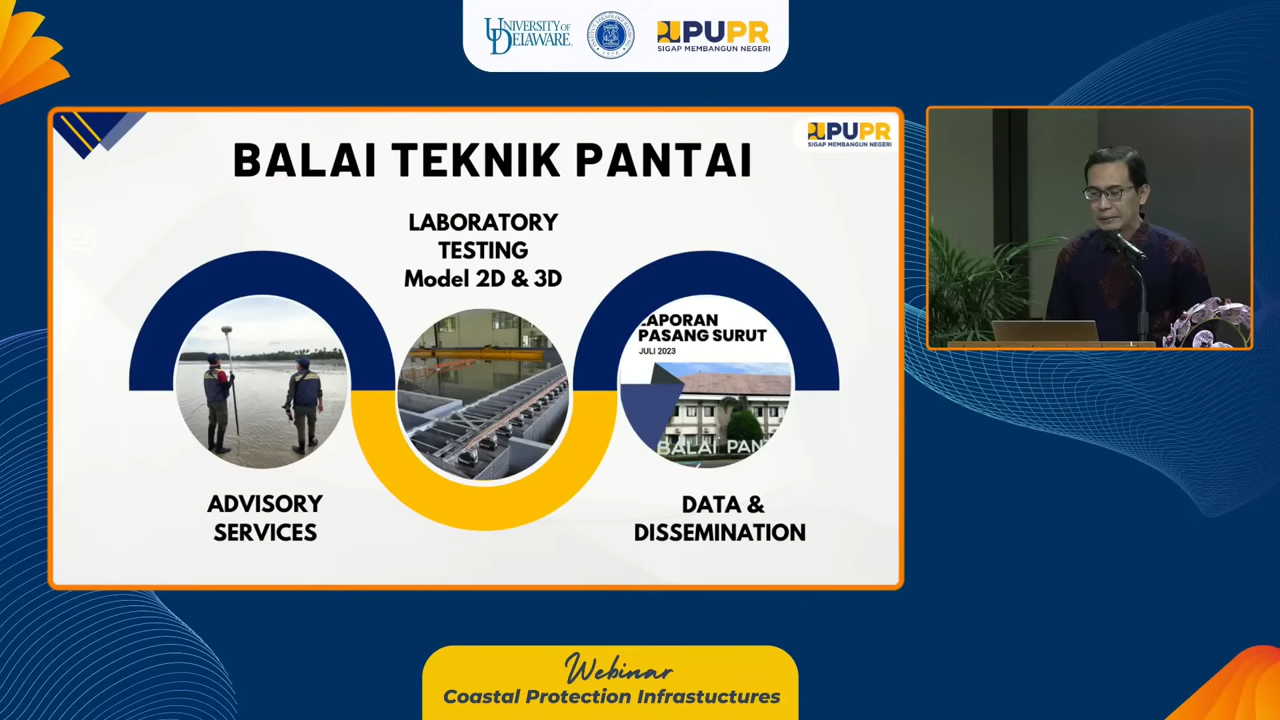 UNIVERSITY OF
DELAWARE
PUPR
SIGAP MEMBANGUN NEGERI
PUPR
SIGAP MEMBANGUN NEGERI
BALAI TEKNIK PANTAI
LABORATORY
TESTING
Model 2D & 3D
LAPORAN
PASANG SURUT
JULI 2023
BALAI PAN
ADVISORY
SERVICES
DATA &
DISSEMINATION
Webinar
Coastal Protection Infrastuctures